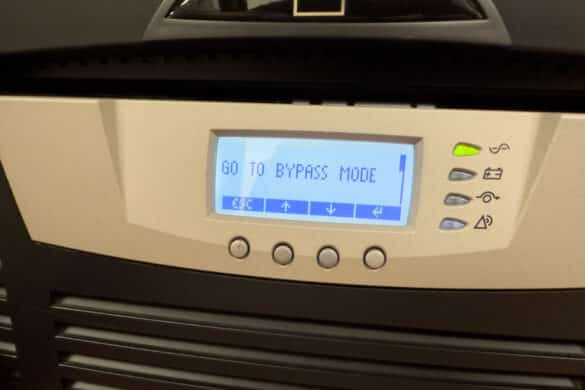 GO TO BYPASS MODE
ESC ↑ ↓ ↵